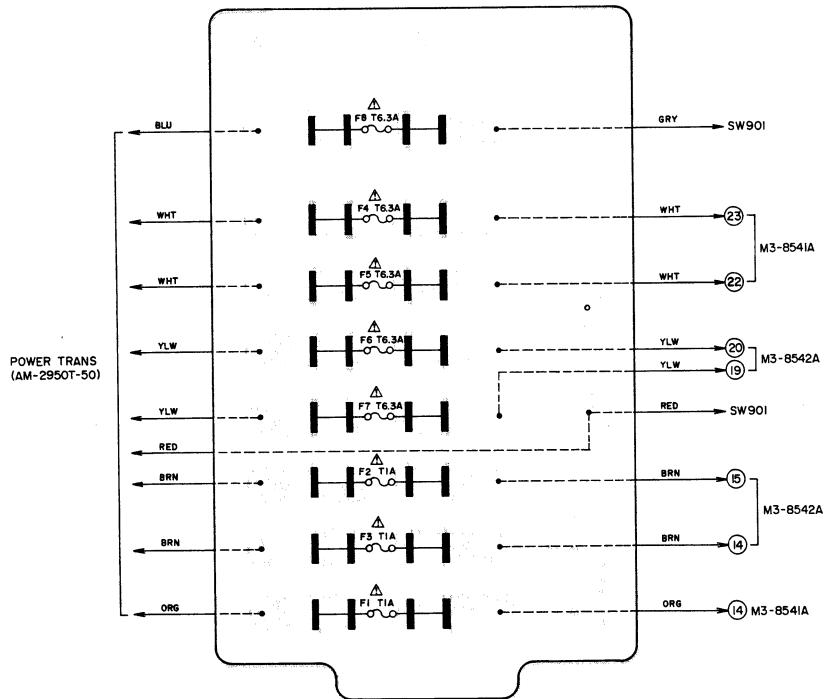 ⚠
BLU F8 T6.3A GRY SW901
⚠
WHT F4 T6.3A WHT 23
M3-8541A
⚠
WHT F5 T6.3A WHT 22
⚠
YLW F6 T6.3A YLW 20
POWER TRANS
(AM-2950T-50)
M3-8542A
YLW 19
⚠
YLW F7 T6.3A RED SW901
RED
⚠
BRN F2 T1A BRN 15
M3-8542A
⚠
BRN F3 T1A BRN 14
⚠
ORG F1 T1A ORG 14 M3-8541A